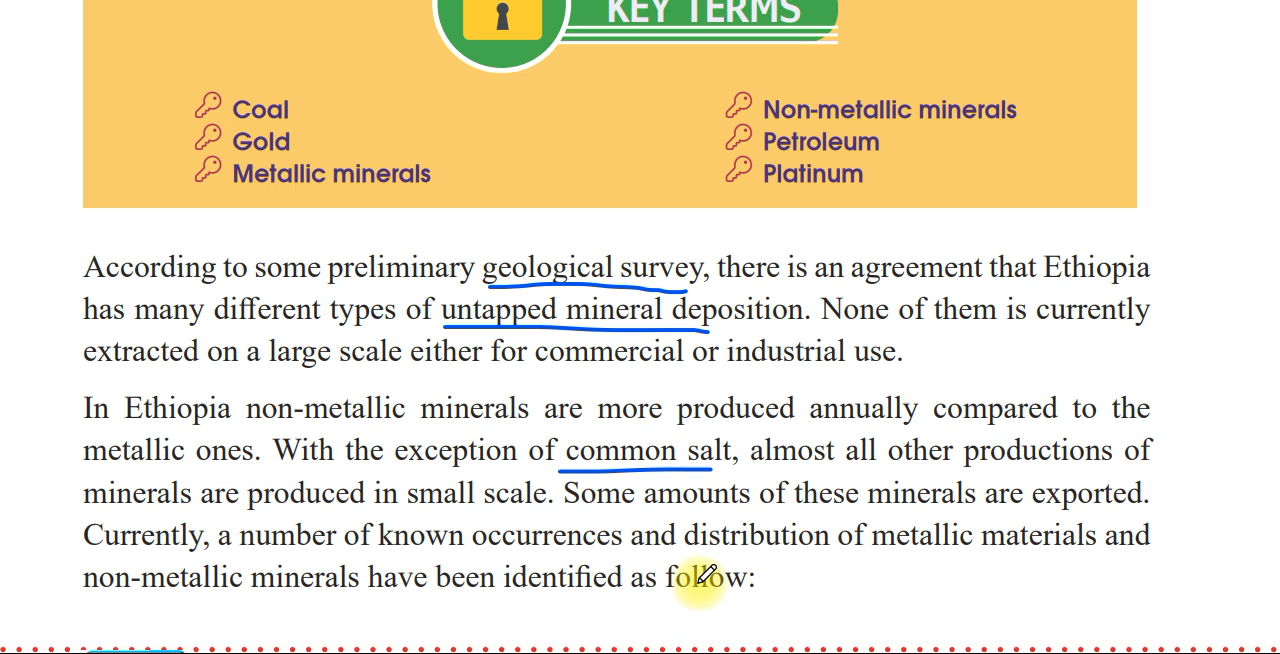 KEY TERMS
Coal
Gold
Metallic minerals
Non-metallic minerals
Petroleum
Platinum
According to some preliminary geological survey, there is an agreement that Ethiopia
has many different types of untapped mineral deposition. None of them is currently
extracted on a large scale either for commercial or industrial use.
In Ethiopia non-metallic minerals are more produced annually compared to the
metallic ones. With the exception of common salt, almost all other productions of
minerals are produced in small scale. Some amounts of these minerals are exported.
Currently, a number of known occurrences and distribution of metallic materials and
non-metallic minerals have been identified as follow: